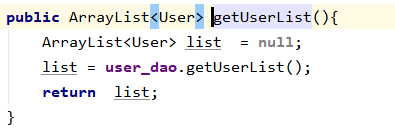 public ArrayList<User> getUserList(){
ArrayList<User> list  = null;
list = user_dao.getUserList();
return  list;
}